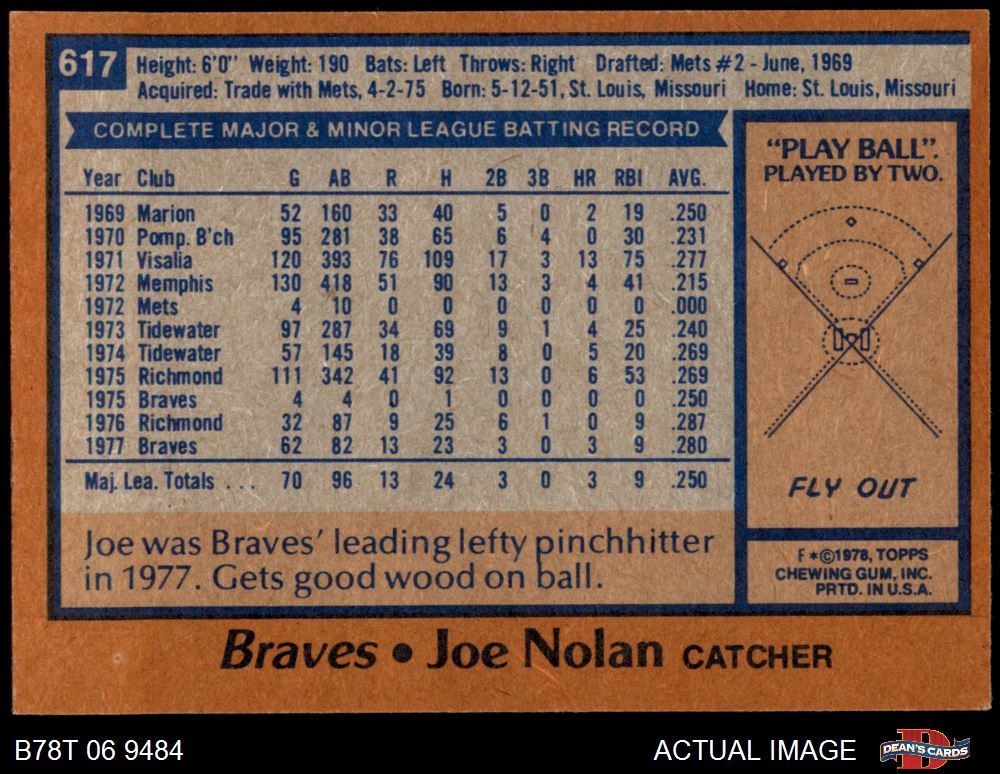 617
Height: 6'0" Weight: 190 Bats: Left Throws: Right Drafted: Mets #2 - June, 1969
Acquired: Trade with Mets, 4-2-75 Born: 5-12-51, St. Louis, Missouri Home: St. Louis, Missouri
COMPLETE MAJOR & MINOR LEAGUE BATTING RECORD
Year Club G AB R H 2B 3B HR RBI AVG.
1969 Marion 52 160 33 40 5 0 2 19 .250
1970 Pomp. B'ch 95 281 38 65 6 4 0 30 .231
1971 Visalia 120 393 76 109 17 3 13 75 .277
1972 Memphis 130 418 51 90 13 3 4 41 .215
1972 Mets 4 10 0 0 0 0 0 0 .000
1973 Tidewater 97 287 34 69 9 1 4 25 .240
1974 Tidewater 57 145 18 39 8 0 5 20 .269
1975 Richmond 111 342 41 92 13 0 6 53 .269
1975 Braves 4 4 0 1 0 0 0 0 .250
1976 Richmond 32 87 9 25 6 1 0 9 .287
1977 Braves 62 82 13 23 3 0 3 9 .280
Maj. Lea. Totals . . . 70 96 13 24 3 0 3 9 .250
Joe was Braves' leading lefty pinchhitter
in 1977. Gets good wood on ball.
"PLAY BALL".
PLAYED BY TWO.
FLY OUT
F * © 1978, TOPPS
CHEWING GUM, INC.
PRTD. IN U.S.A.
Braves • Joe Nolan CATCHER
B78T 06 9484
ACTUAL IMAGE
DEAN'S CARDS